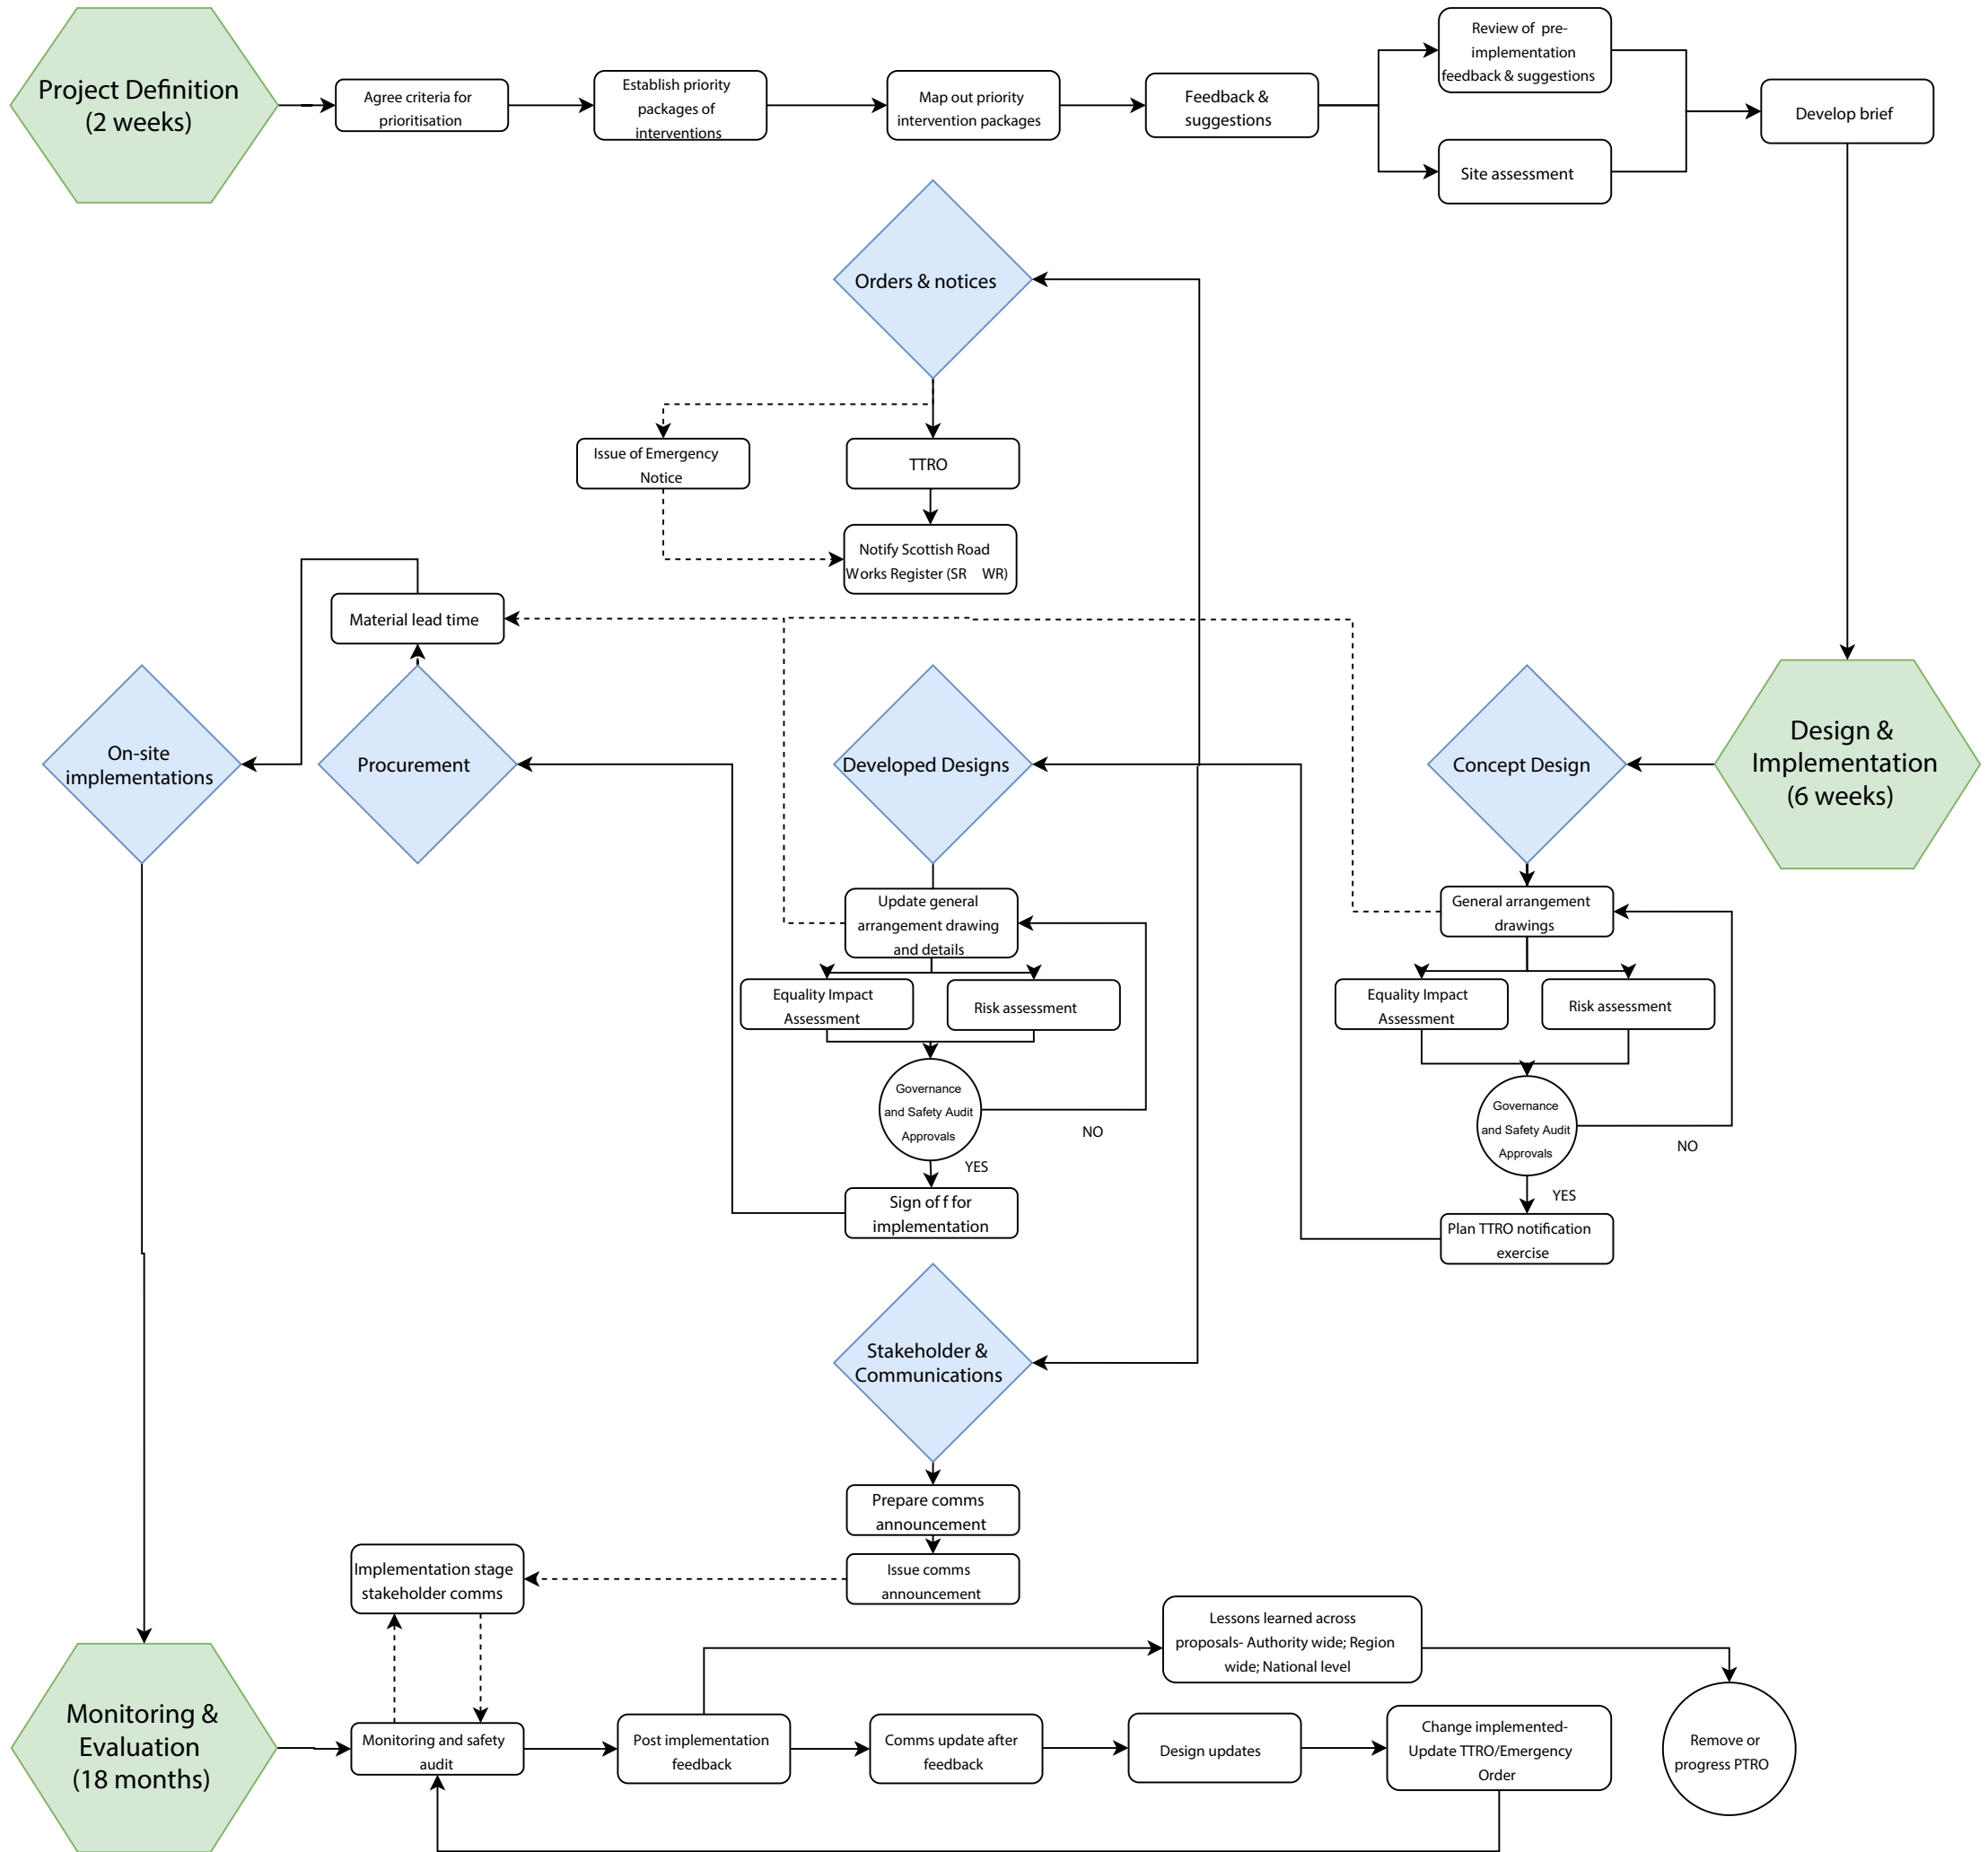 Project Definition
(2 weeks)
Agree criteria for
prioritisation
Establish priority
packages of
interventions
Map out priority
intervention packages
Feedback &
suggestions
Review of pre-
implementation
feedback & suggestions
Site assessment
Develop brief
Orders & notices
Issue of Emergency
Notice
TTRO
Notify Scottish Road
Works Register (SR WR)
Material lead time
On-site
implementations
Procurement
Developed Designs
Concept Design
Design &
Implementation
(6 weeks)
Update general
arrangement drawing
and details
Equality Impact
Assessment
Risk assessment
Governance
and Safety Audit
Approvals
NO
YES
Sign of f for
implementation
General arrangement
drawings
Equality Impact
Assessment
Risk assessment
Governance
and Safety Audit
Approvals
NO
YES
Plan TTRO notification
exercise
Stakeholder &
Communications
Prepare comms
announcement
Issue comms
announcement
Implementation stage
stakeholder comms
Lessons learned across
proposals- Authority wide; Region
wide; National level
Monitoring &
Evaluation
(18 months)
Monitoring and safety
audit
Post implementation
feedback
Comms update after
feedback
Design updates
Change implemented-
Update TTRO/Emergency
Order
Remove or
progress PTRO